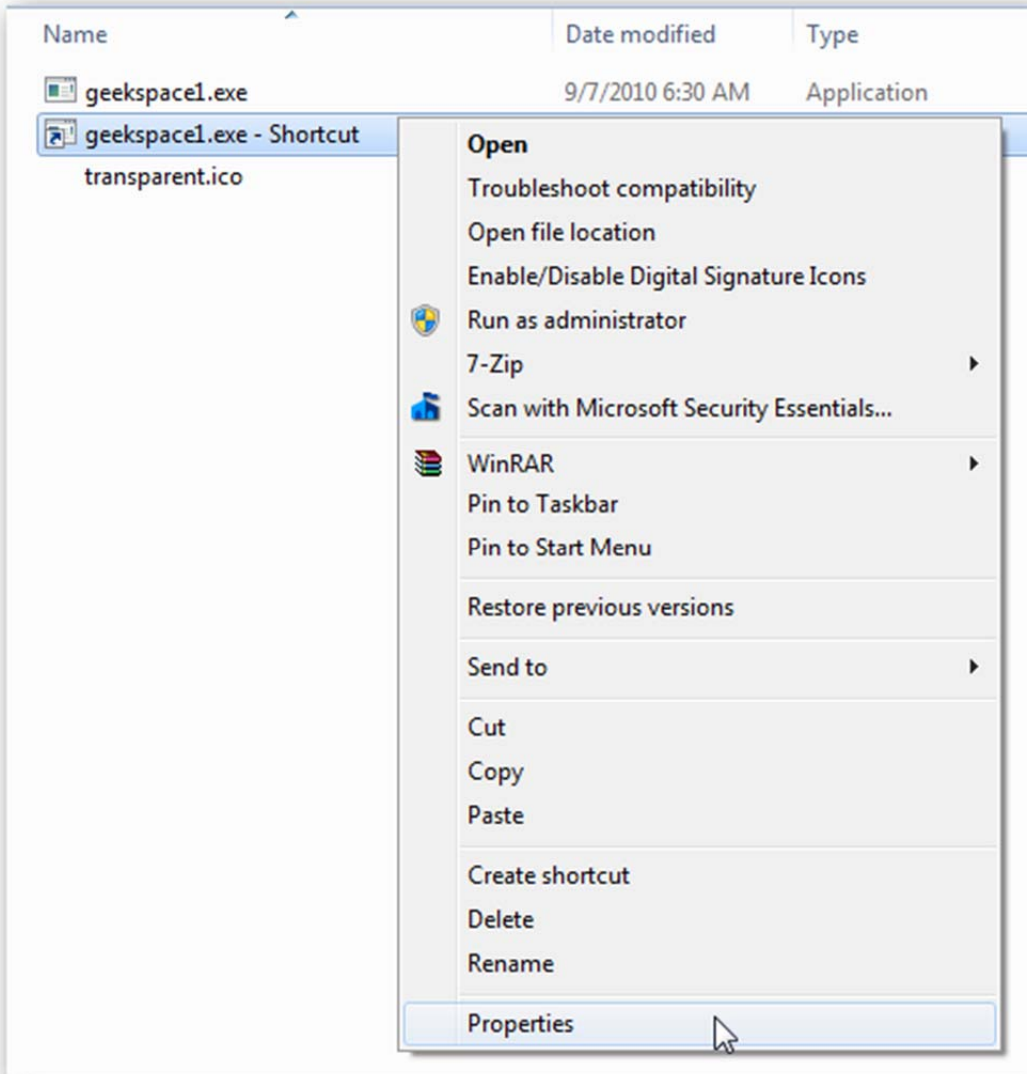 Name Date modified Type
geekspace1.exe 9/7/2010 6:30 AM Application
geekspace1.exe - Shortcut
transparent.ico
Open
Troubleshoot compatibility
Open file location
Enable/Disable Digital Signature Icons
Run as administrator
7-Zip
Scan with Microsoft Security Essentials...
WinRAR
Pin to Taskbar
Pin to Start Menu
Restore previous versions
Send to
Cut
Copy
Paste
Create shortcut
Delete
Rename
Properties